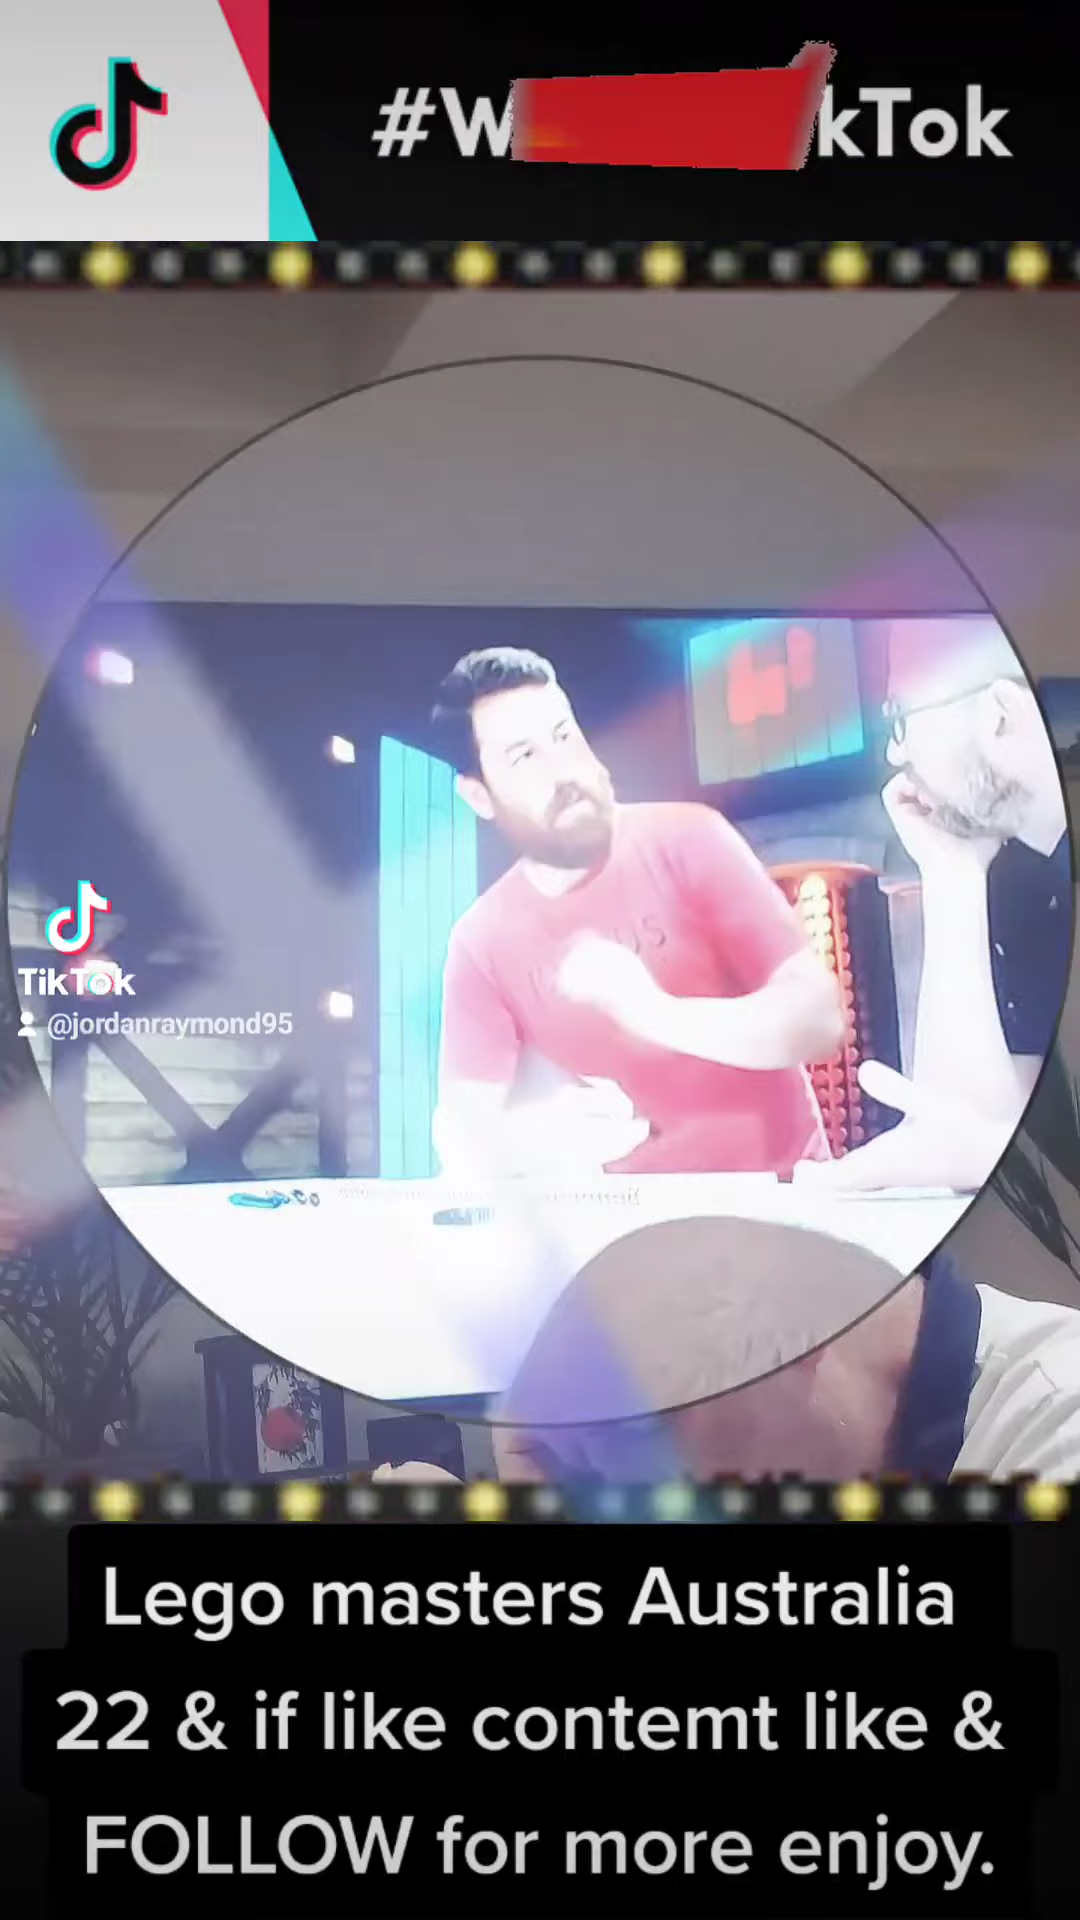 #W kTok
TikTok
@jordanraymond95
Lego masters Australia
22 & if like contemt like &
FOLLOW for more enjoy.